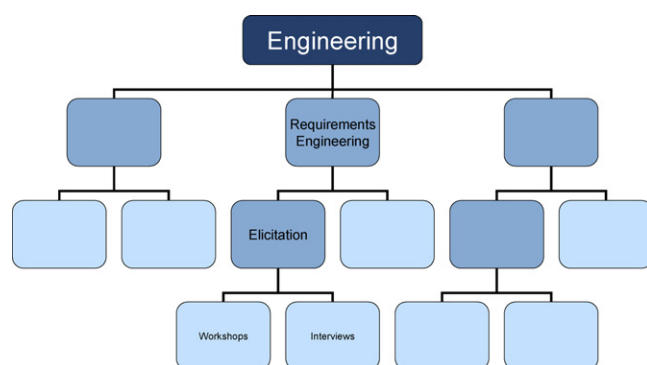 Engineering
Requirements
Engineering
Elicitation
Workshops
Interviews